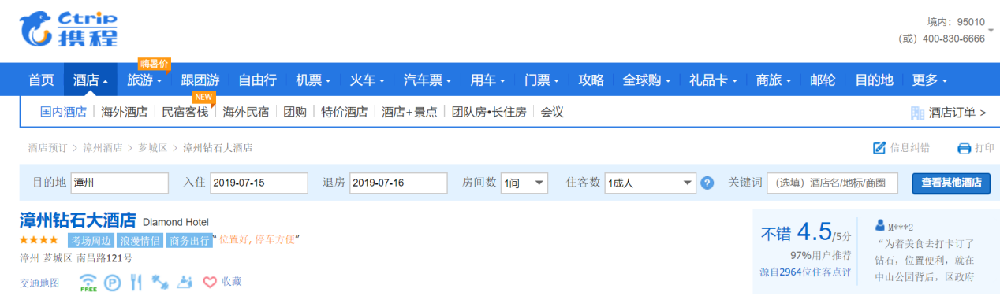 Ctrip
携程
境内：95010
（或）400-830-6666
嗨暑价
首页 酒店 旅游 跟团游 自由行 机票 火车 汽车票 用车 门票 攻略 全球购 礼品卡 商旅 邮轮 目的地 更多
NEW
国内酒店 | 海外酒店 | 民宿客栈 | 海外民宿 | 团购 | 特价酒店 | 酒店+景点 | 团队房•长住房 | 会议 酒店订单 >
酒店预订 > 漳州酒店 > 芗城区 > 漳州钻石大酒店 信息纠错 打印
目的地 漳州 入住 2019-07-15 退房 2019-07-16 房间数 1间 住客数 1成人 ? 关键词 （选填）酒店名/地标/商圈 查看其他酒店
漳州钻石大酒店 Diamond Hotel
考场周边 浪漫情侣 商务出行 “位置好, 停车方便”
漳州 芗城区 南昌路121号
交通地图 FREE P 收藏
不错 4.5/5分
97%用户推荐
源自2964位住客点评
M***2
“为着美食去打卡订了
钻石，位置便利，就在
中山公园背后，区政府